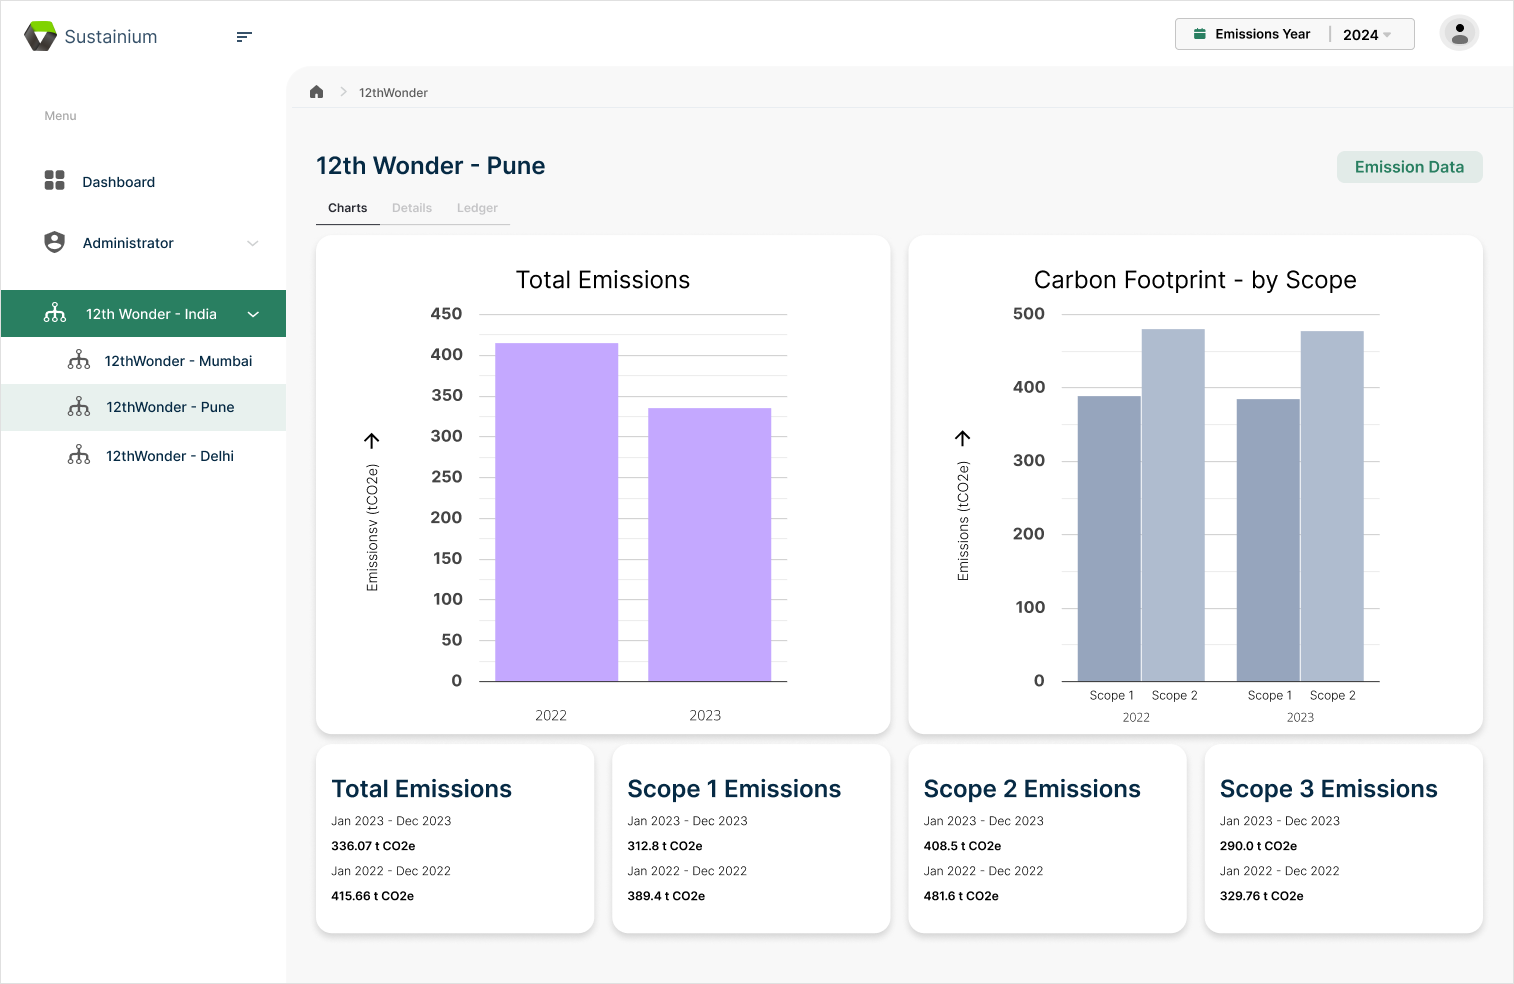 Sustainium
Emissions Year
2024
Menu
Dashboard
Administrator
12th Wonder - India
12thWonder - Mumbai
12thWonder - Pune
12thWonder - Delhi
12thWonder
12th Wonder - Pune
Emission Data
Charts
Details
Ledger
Total Emissions
450
400
350
300
250
200
150
100
50
0
Emissionsv (tCO2e)
2022
2023
Carbon Footprint - by Scope
500
400
300
200
100
0
Emissions (tCO2e)
Scope 1
Scope 2
Scope 1
Scope 2
2022
2023
Total Emissions
Jan 2023 - Dec 2023
336.07 t CO2e
Jan 2022 - Dec 2022
415.66 t CO2e
Scope 1 Emissions
Jan 2023 - Dec 2023
312.8 t CO2e
Jan 2022 - Dec 2022
389.4 t CO2e
Scope 2 Emissions
Jan 2023 - Dec 2023
408.5 t CO2e
Jan 2022 - Dec 2022
481.6 t CO2e
Scope 3 Emissions
Jan 2023 - Dec 2023
290.0 t CO2e
Jan 2022 - Dec 2022
329.76 t CO2e